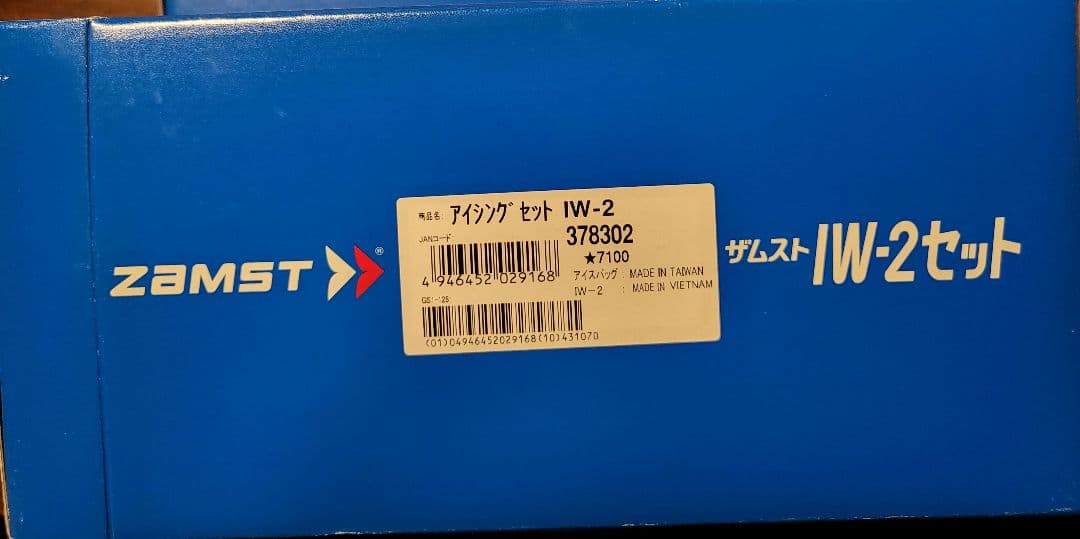 ZAMST ®
商品名: アイシングセット IW-2
JANコード
378302
★7100
4 946452 029168
アイスバッグ : MADE IN TAIWAN
IW-2 : MADE IN VIETNAM
GS1-128
(01)04946452029168(10)431070
ザムスト IW-2セット